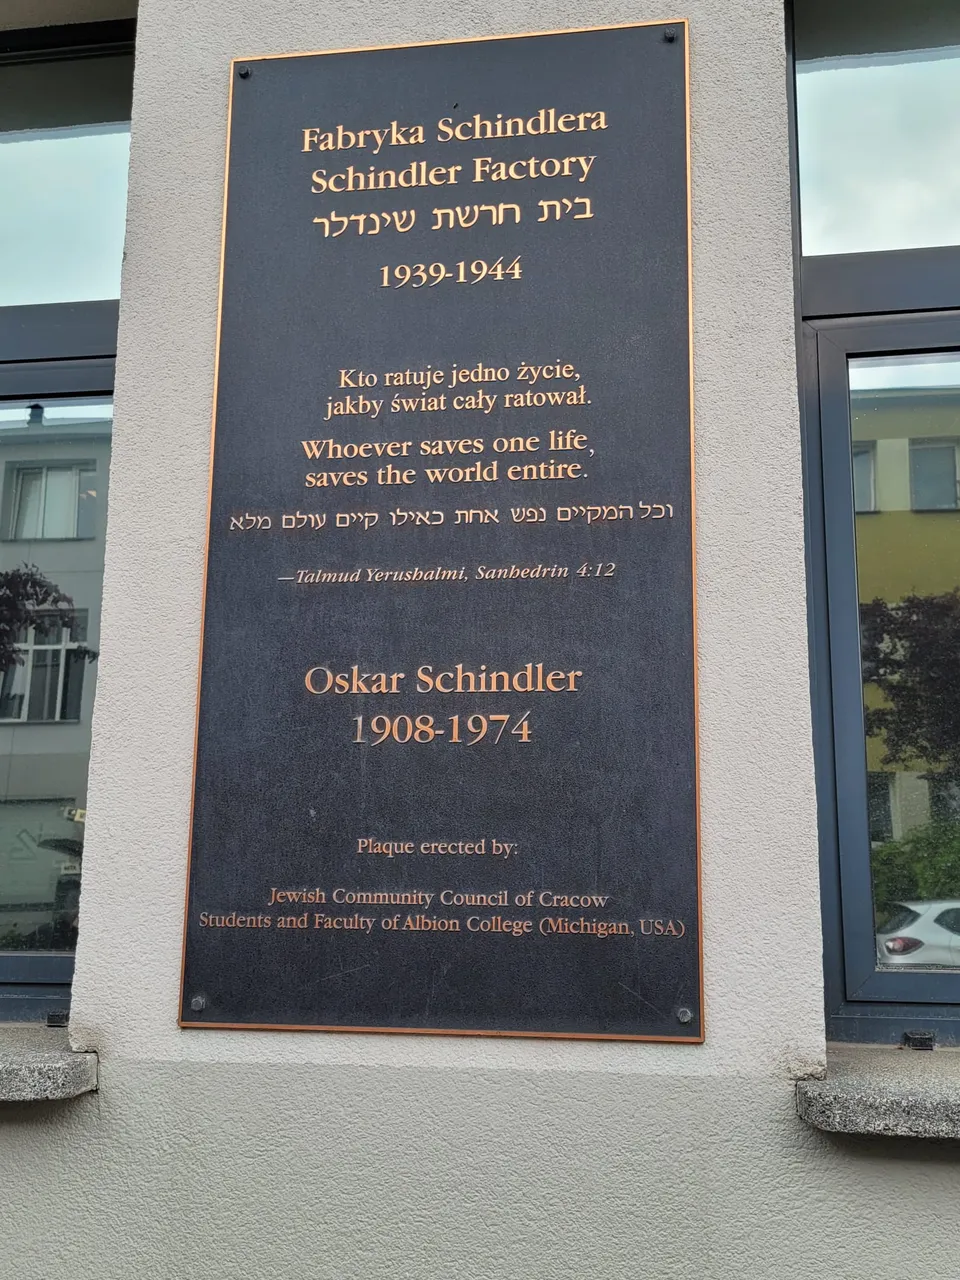 Fabryka Schindlera
Schindler Factory
בית חרשת שינדלר
1939-1944
Kto ratuje jedno życie,
jakby świat cały ratował.
Whoever saves one life,
saves the world entire.
וכל המקיים נפש אחת כאילו קיים עולם מלא
—Talmud Yerushalmi, Sanhedrin 4:12
Oskar Schindler
1908-1974
Plaque erected by:
Jewish Community Council of Cracow
Students and Faculty of Albion College (Michigan, USA)